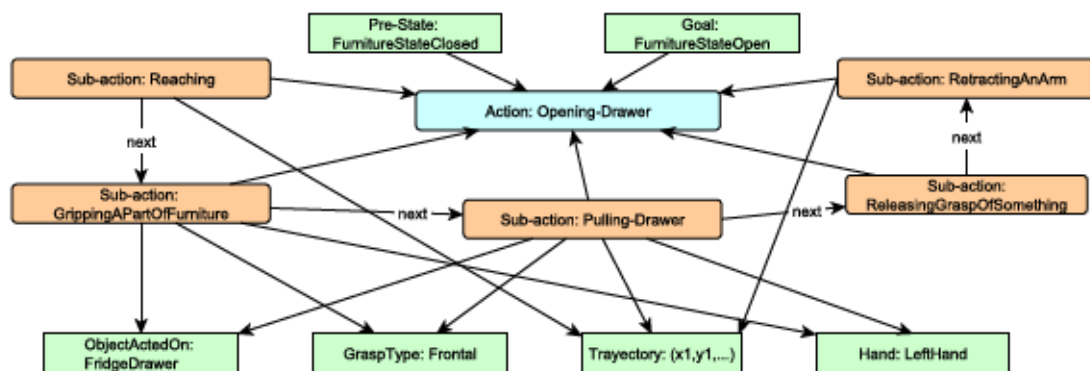 Pre-State:
FurnitureStateClosed
Goal:
FurnitureStateOpen
Sub-action: Reaching
Sub-action: RetractingAnArm
Action: Opening-Drawer
next
next
Sub-action:
GrippingAPartOfFurniture
next
Sub-action: Pulling-Drawer
next
Sub-action:
ReleasingGraspOfSomething
ObjectActedOn:
FridgeDrawer
GraspType: Frontal
Trayectory: (x1,y1,...)
Hand: LeftHand